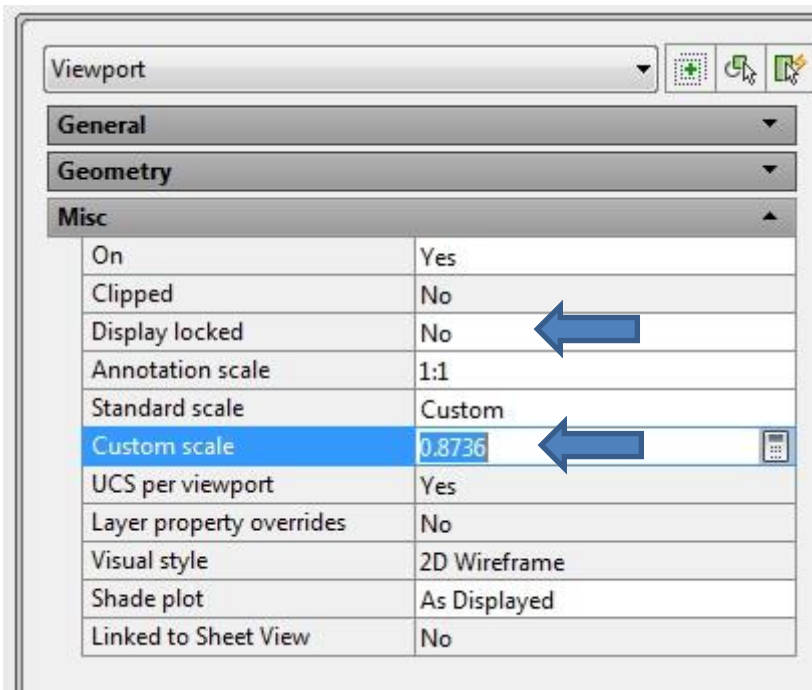 Viewport
General
Geometry
Misc
On Yes
Clipped No
Display locked No
Annotation scale 1:1
Standard scale Custom
Custom scale 0.8736
UCS per viewport Yes
Layer property overrides No
Visual style 2D Wireframe
Shade plot As Displayed
Linked to Sheet View No